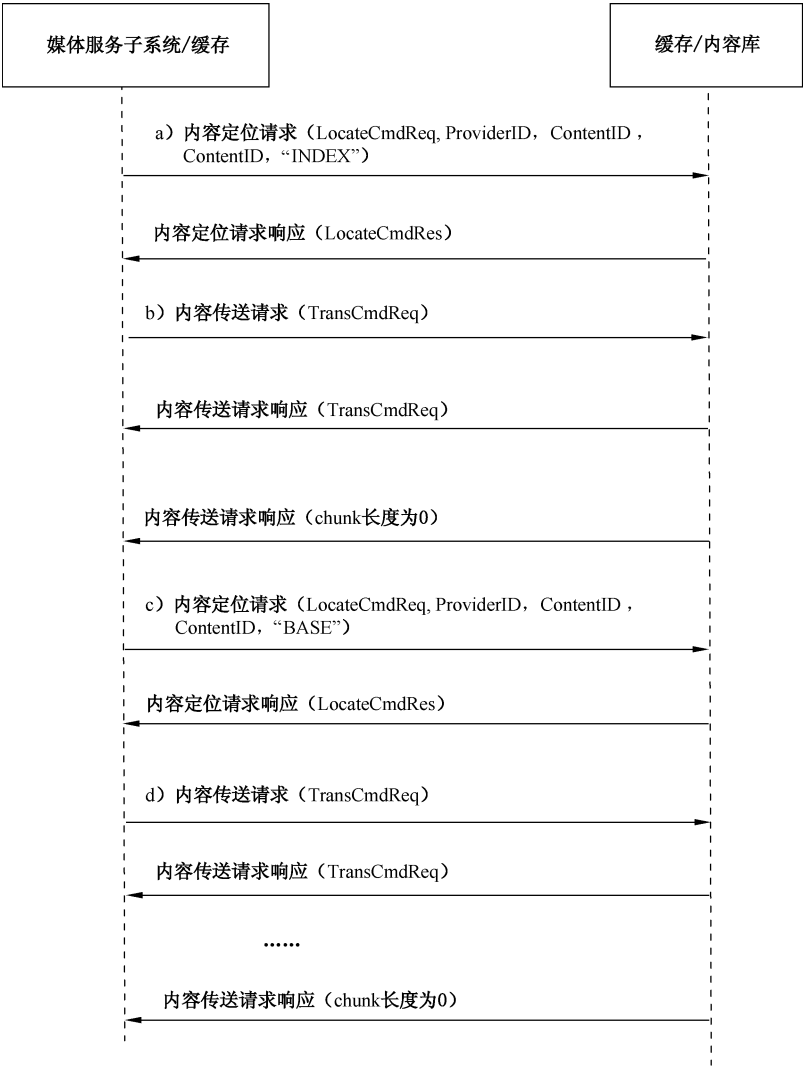 媒体服务子系统/缓存
缓存/内容库
a）内容定位请求（LocateCmdReq, ProviderID，ContentID，
ContentID，“INDEX”）
内容定位请求响应（LocateCmdRes）
b）内容传送请求（TransCmdReq）
内容传送请求响应（TransCmdReq）
内容传送请求响应（chunk长度为0）
c）内容定位请求（LocateCmdReq, ProviderID，ContentID，
ContentID，“BASE”）
内容定位请求响应（LocateCmdRes）
d）内容传送请求（TransCmdReq）
内容传送请求响应（TransCmdReq）
……
内容传送请求响应（chunk长度为0）